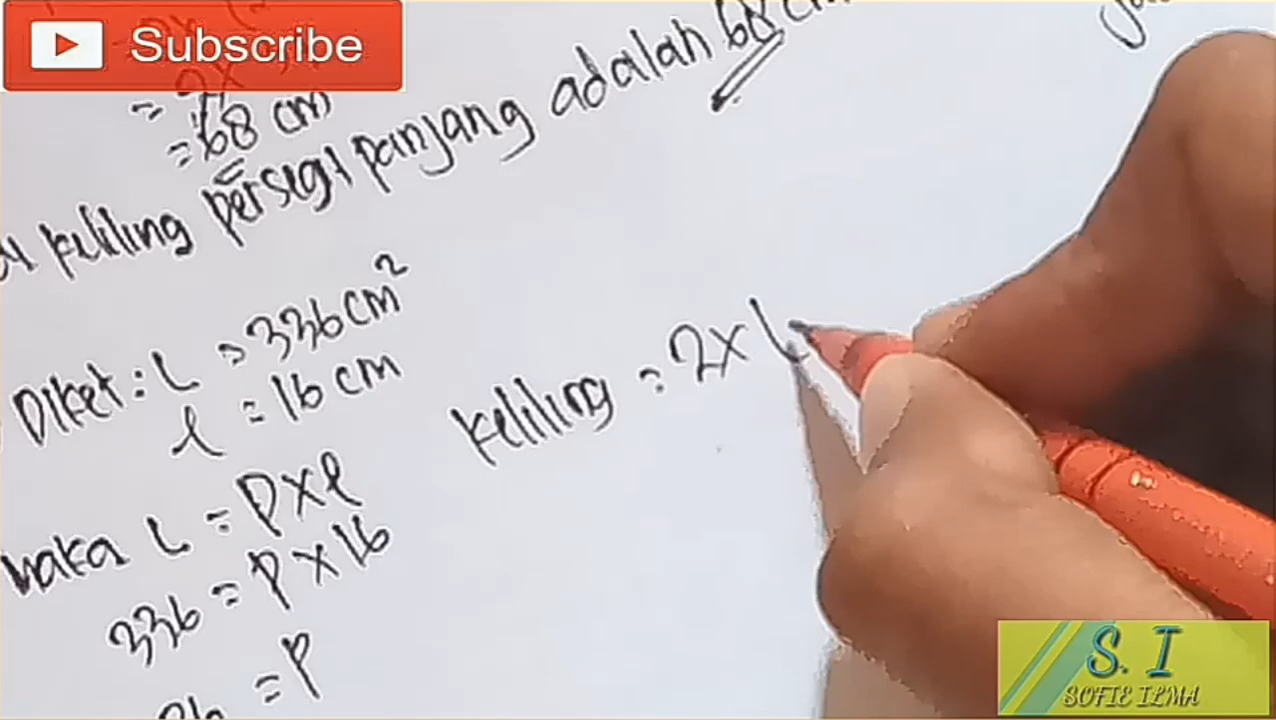 Subscribe
= 68 cm
keliling persegi panjang adalah 68 cm
Diket : L = 336 cm²
l = 16 cm
maka L = p x l
336 = p x 16
= p
keliling = 2 x
S. I
SOFIE ILMA